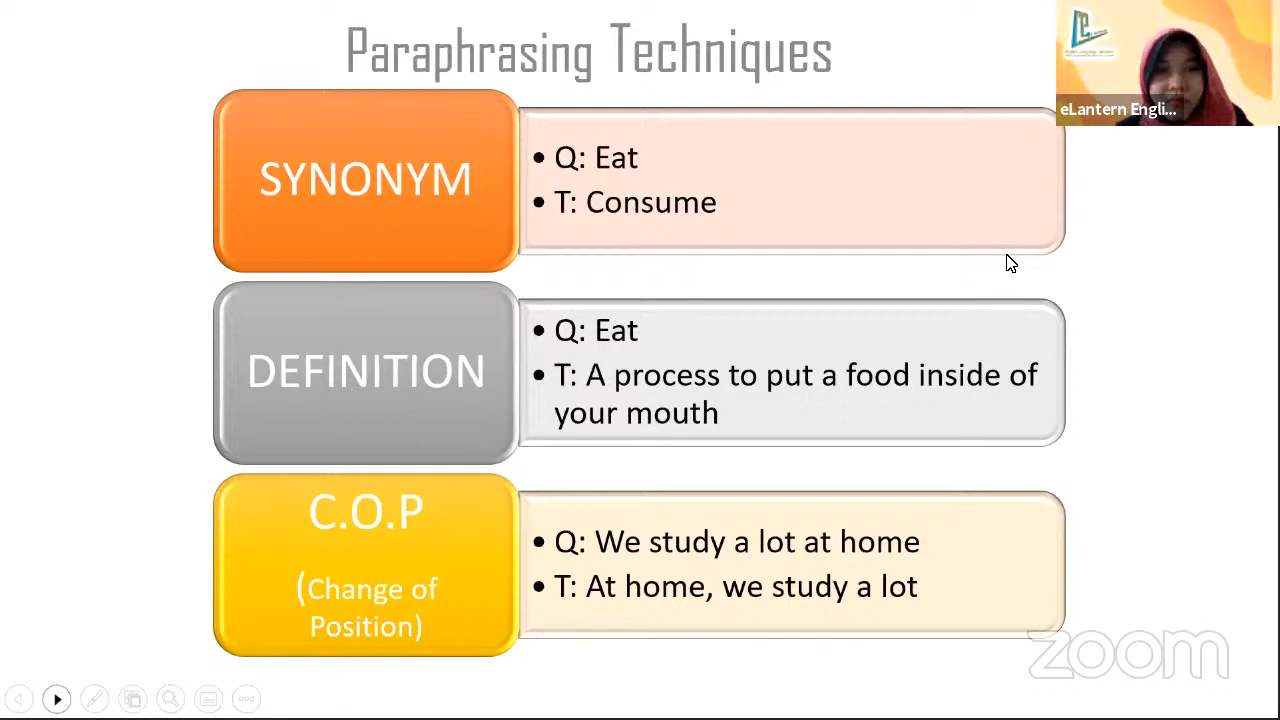 Paraphrasing Techniques
eLantern Engli...
SYNONYM
• Q: Eat
• T: Consume
DEFINITION
• Q: Eat
• T: A process to put a food inside of
your mouth
C.O.P
(Change of
Position)
• Q: We study a lot at home
• T: At home, we study a lot
zoom